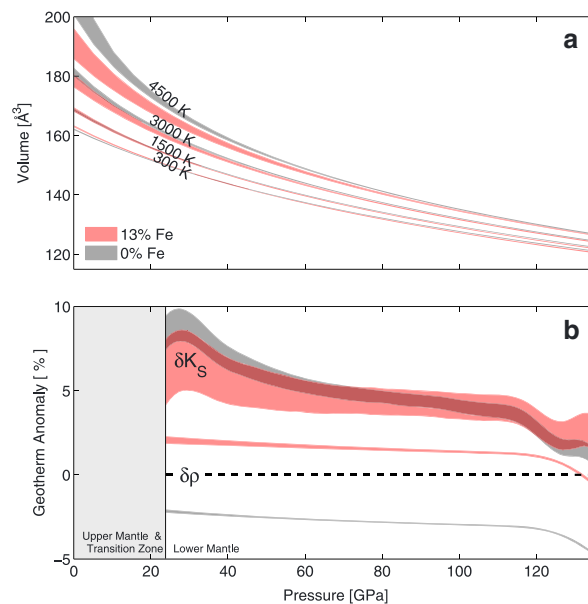 a
200
180
160
140
120
Volume [Å³]
4500 K
3000 K
1500 K
300 K
13% Fe
0% Fe
b
10
5
0
−5
Geotherm Anomaly [ % ]
δK_S
δρ
Upper Mantle &
Transition Zone
Lower Mantle
0 20 40 60 80 100 120
Pressure [GPa]